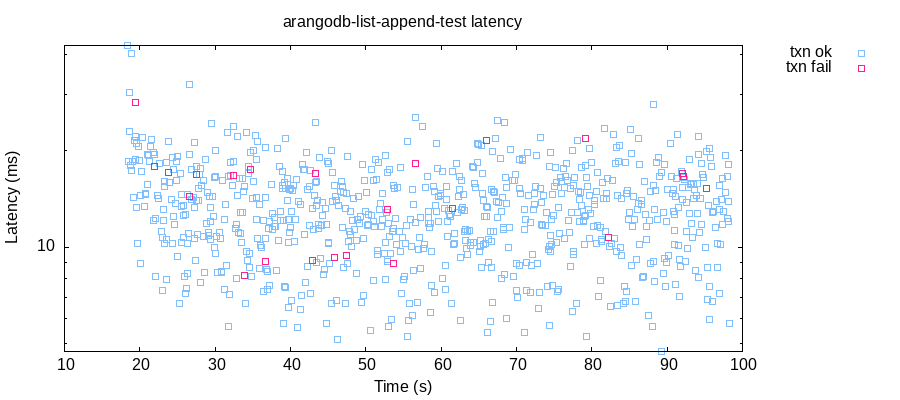 arangodb-list-append-test latency
txn ok
txn fail
Latency (ms)
10
10 20 30 40 50 60 70 80 90 100
Time (s)